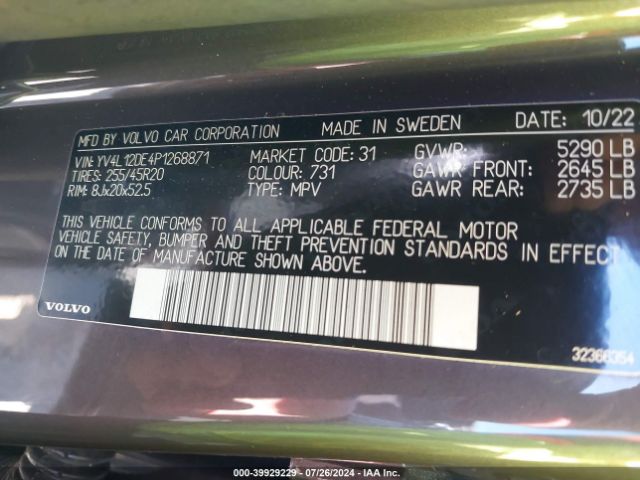 MFD BY VOLVO CAR CORPORATION MADE IN SWEDEN DATE: 10/22
VIN: YV4L12DE4P1268871 MARKET CODE: 31 GVWR: 5290 LB
TIRES: 255/45R20 COLOUR: 731 GAWR FRONT: 2645 LB
RIM: 8Jx20x52.5 TYPE: MPV GAWR REAR: 2735 LB
THIS VEHICLE CONFORMS TO ALL APPLICABLE FEDERAL MOTOR
VEHICLE SAFETY, BUMPER AND THEFT PREVENTION STANDARDS IN EFFECT
ON THE DATE OF MANUFACTURE SHOWN ABOVE.
VOLVO
32366354
000-39929229 - 07/26/2024 - IAA Inc.